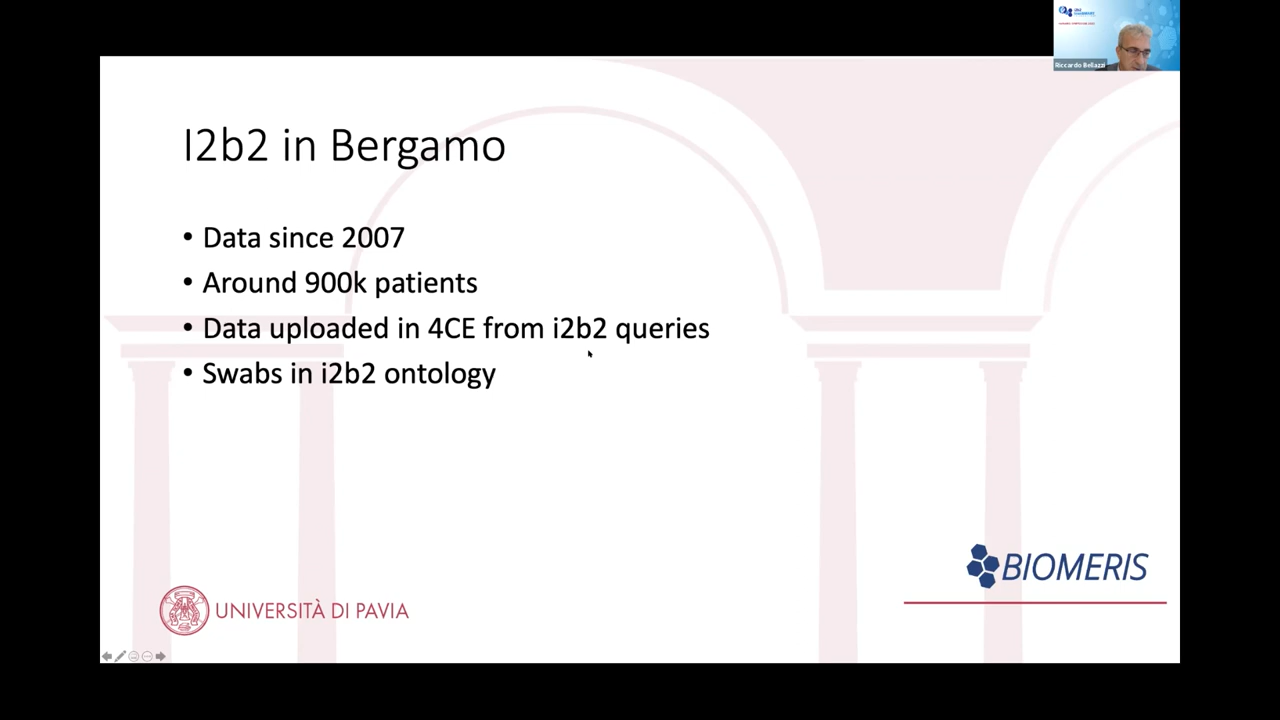 Riccardo Bellazzi
I2b2 in Bergamo
• Data since 2007
• Around 900k patients
• Data uploaded in 4CE from i2b2 queries
• Swabs in i2b2 ontology
BIOMERIS
UNIVERSITÀ DI PAVIA